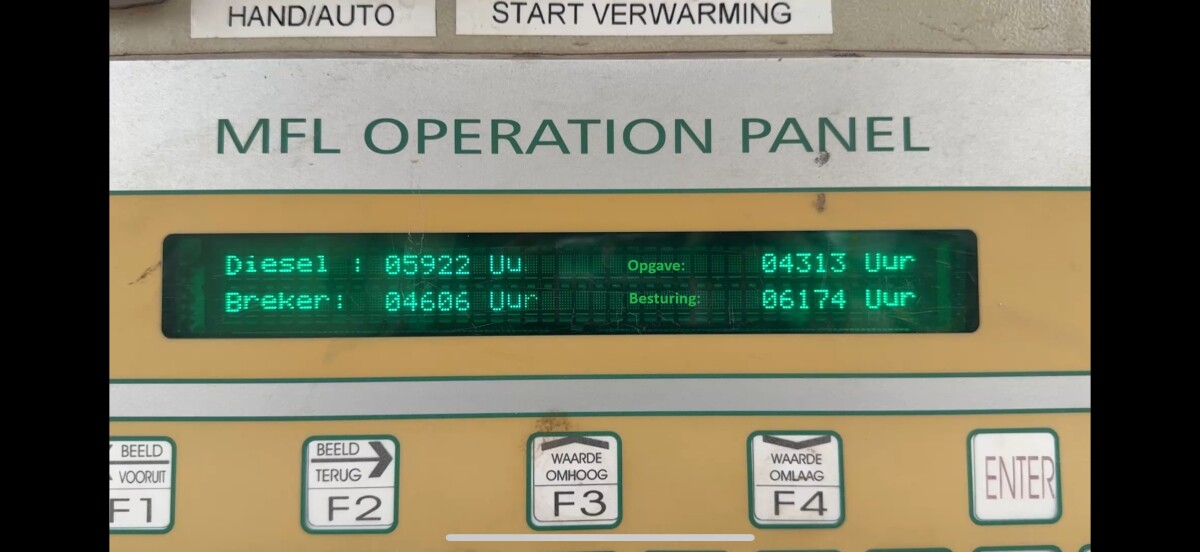 HAND/AUTO
START VERWARMING
MFL OPERATION PANEL
Diesel : 05922 Uu Opgave: 04313 Uur
Breker: 04606 Uur Besturing: 06174 Uur
BEELD
VOORUIT
F1
BEELD
TERUG
F2
WAARDE
OMHOOG
F3
WAARDE
OMLAAG
F4
ENTER